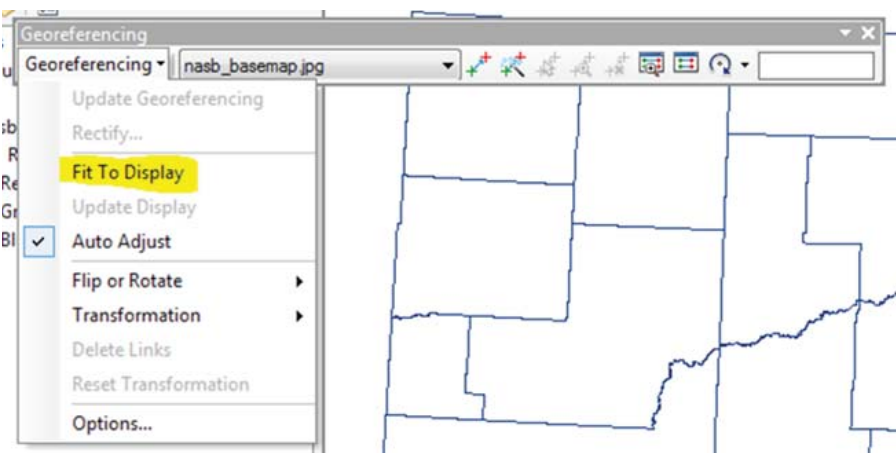 Georeferencing
Georeferencing nasb_basemap.jpg
Update Georeferencing
Rectify...
Fit To Display
Update Display
Auto Adjust
Flip or Rotate
Transformation
Delete Links
Reset Transformation
Options...